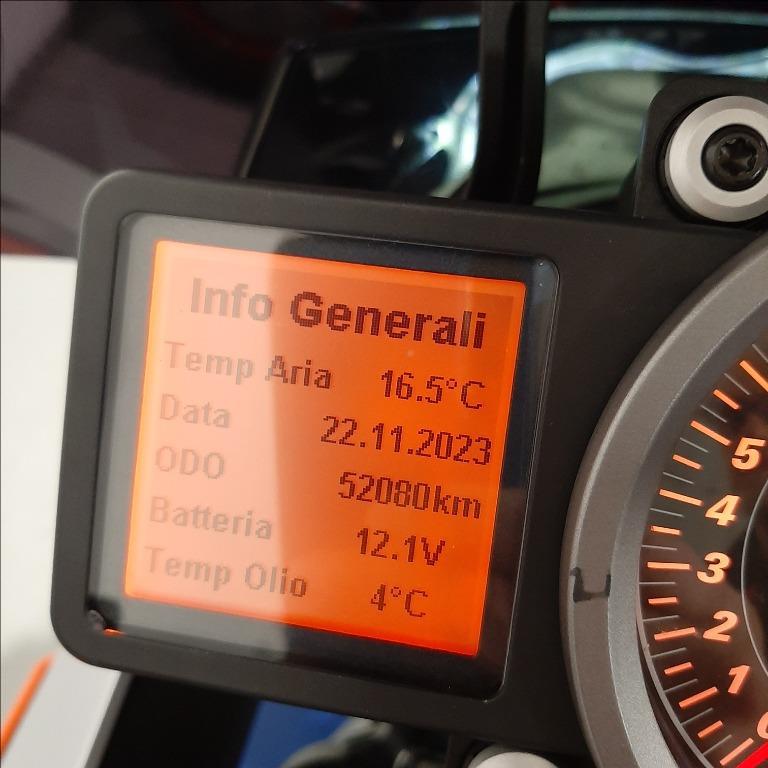 Info Generali
Temp Aria 16.5°C
Data 22.11.2023
ODO 52080km
Batteria 12.1V
Temp Olio 4°C
5
4
3
2
1
0